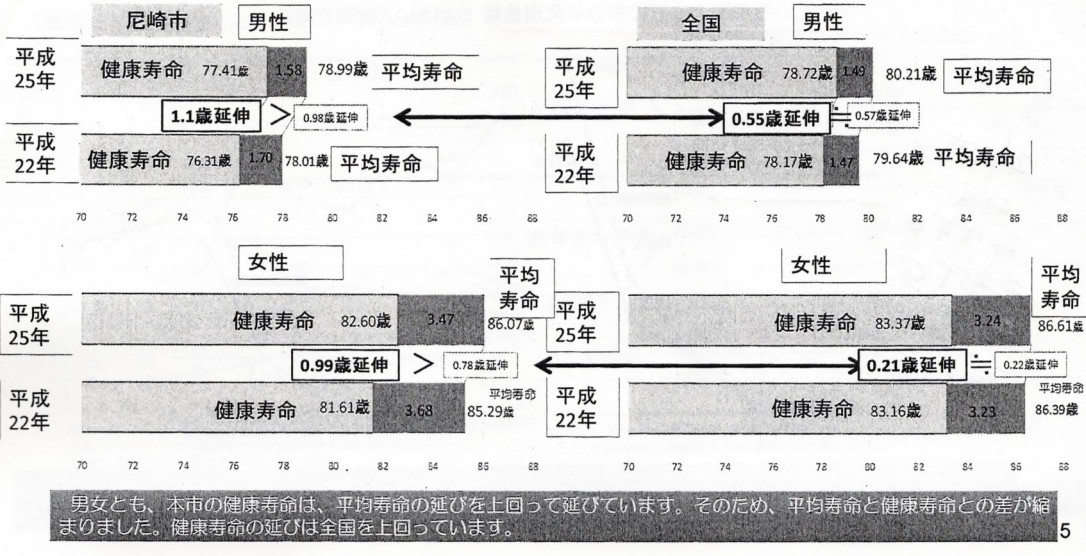 尼崎市 男性
平成
25年
健康寿命 77.41歳 1.58 78.99歳 平均寿命
1.1歳延伸 > 0.98歳延伸
平成
22年
健康寿命 76.31歳 1.70 78.01歳 平均寿命
70 72 74 76 78 80 82 84 86 88
全国 男性
平成
25年
健康寿命 78.72歳 1.49 80.21歳 平均寿命
0.55歳延伸 ≒ 0.57歳延伸
平成
22年
健康寿命 78.17歳 1.47 79.64歳 平均寿命
70 72 74 76 78 80 82 84 86 88
女性
平均
寿命
平成
25年
健康寿命 82.60歳 3.47 86.07歳
0.99歳延伸 > 0.78歳延伸
平成
22年
健康寿命 81.61歳 3.68 平均寿命
85.29歳
70 72 74 76 78 80 82 84 86 88
女性
平均
寿命
平成
25年
健康寿命 83.37歳 3.24 86.61歳
0.21歳延伸 ≒ 0.22歳延伸
平成
22年
健康寿命 83.16歳 3.23 平均寿命
86.39歳
70 72 74 76 78 80 82 84 86 88
男女とも、本市の健康寿命は、平均寿命の延びを上回って延びています。そのため、平均寿命と健康寿命との差が縮
まりました。健康寿命の延びは全国を上回っています。
5